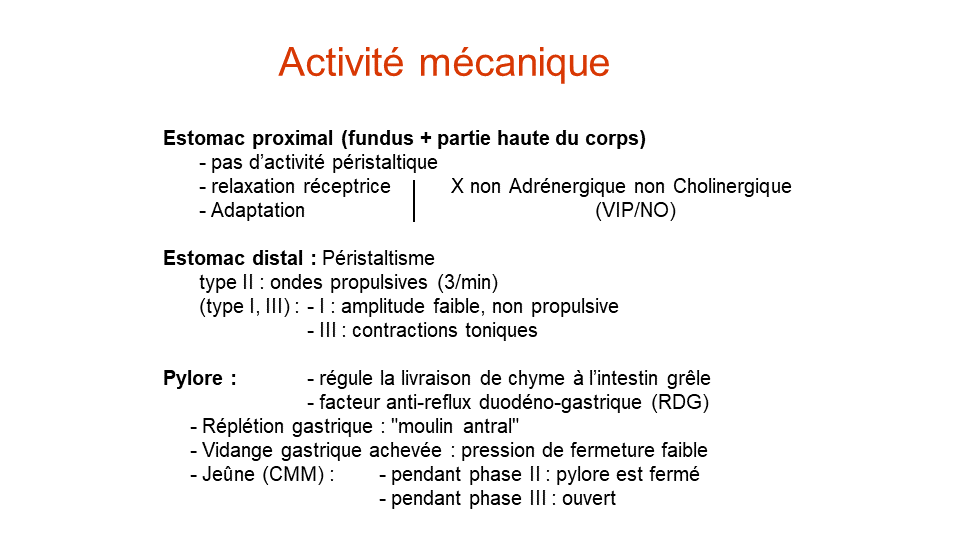 Activité mécanique
Estomac proximal (fundus + partie haute du corps)
- pas d’activité péristaltique
- relaxation réceptrice X non Adrénergique non Cholinergique
- Adaptation (VIP/NO)
Estomac distal : Péristaltisme
type II : ondes propulsives (3/min)
(type I, III) : - I : amplitude faible, non propulsive
- III : contractions toniques
Pylore : - régule la livraison de chyme à l’intestin grêle
- facteur anti-reflux duodéno-gastrique (RDG)
- Réplétion gastrique : "moulin antral"
- Vidange gastrique achevée : pression de fermeture faible
- Jeûne (CMM) : - pendant phase II : pylore est fermé
- pendant phase III : ouvert